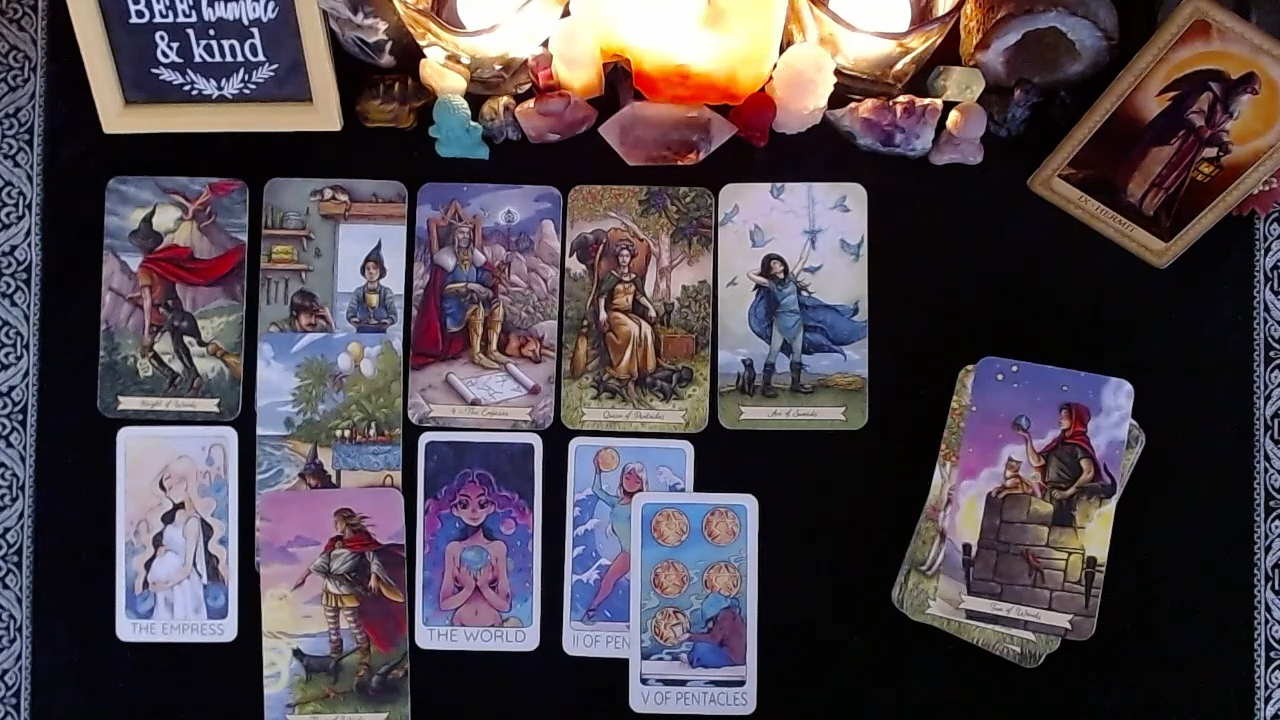 BEE humble
& kind
IX·HERMIT
Knight of Wands
4 - The Emperor
Queen of Pentacles
Ace of Swords
THE EMPRESS
THE WORLD
II OF PEN
V OF PENTACLES
Two of Wands